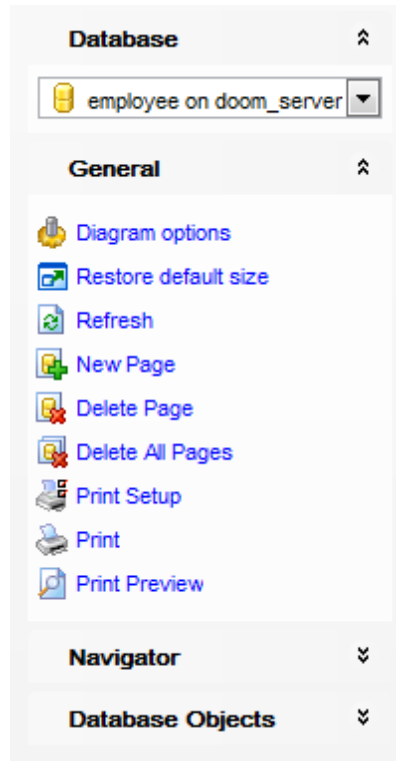 Database
employee on doom_server
General
Diagram options
Restore default size
Refresh
New Page
Delete Page
Delete All Pages
Print Setup
Print
Print Preview
Navigator
Database Objects